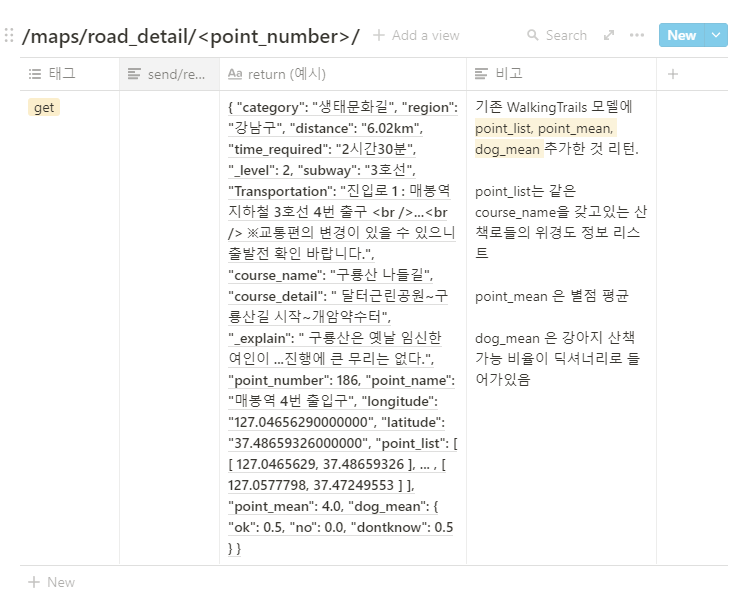 /maps/road_detail/<point_number>/
+ Add a view
Search
New
태그
send/re...
Aa return (예시)
비고
get
{ "category": "생태문화길", "region":
"강남구", "distance": "6.02km",
"time_required": "2시간30분",
"_level": 2, "subway": "3호선",
"Transportation": "진입로 1 : 매봉역
지하철 3호선 4번 출구 <br />...<br
/> ※교통편의 변경이 있을 수 있으니
출발전 확인 바랍니다.",
"course_name": "구룡산 나들길",
"course_detail": " 달터근린공원~구
룡산길 시작~개암약수터",
"_explain": " 구룡산은 옛날 임신한
여인이 ...진행에 큰 무리는 없다.",
"point_number": 186, "point_name":
"매봉역 4번 출입구", "longitude":
"127.04656290000000", "latitude":
"37.48659326000000", "point_list": [
[ 127.0465629, 37.48659326 ], ... , [
127.0577798, 37.47249553 ] ],
"point_mean": 4.0, "dog_mean": {
"ok": 0.5, "no": 0.0, "dontknow": 0.5
} }
기존 WalkingTrails 모델에
point_list, point_mean,
dog_mean 추가한 것 리턴.
point_list는 같은
course_name을 갖고있는 산
책로들의 위경도 정보 리스
트
point_mean 은 별점 평균
dog_mean 은 강아지 산책
가능 비율이 딕셔너리로 들
어가있음
+ New